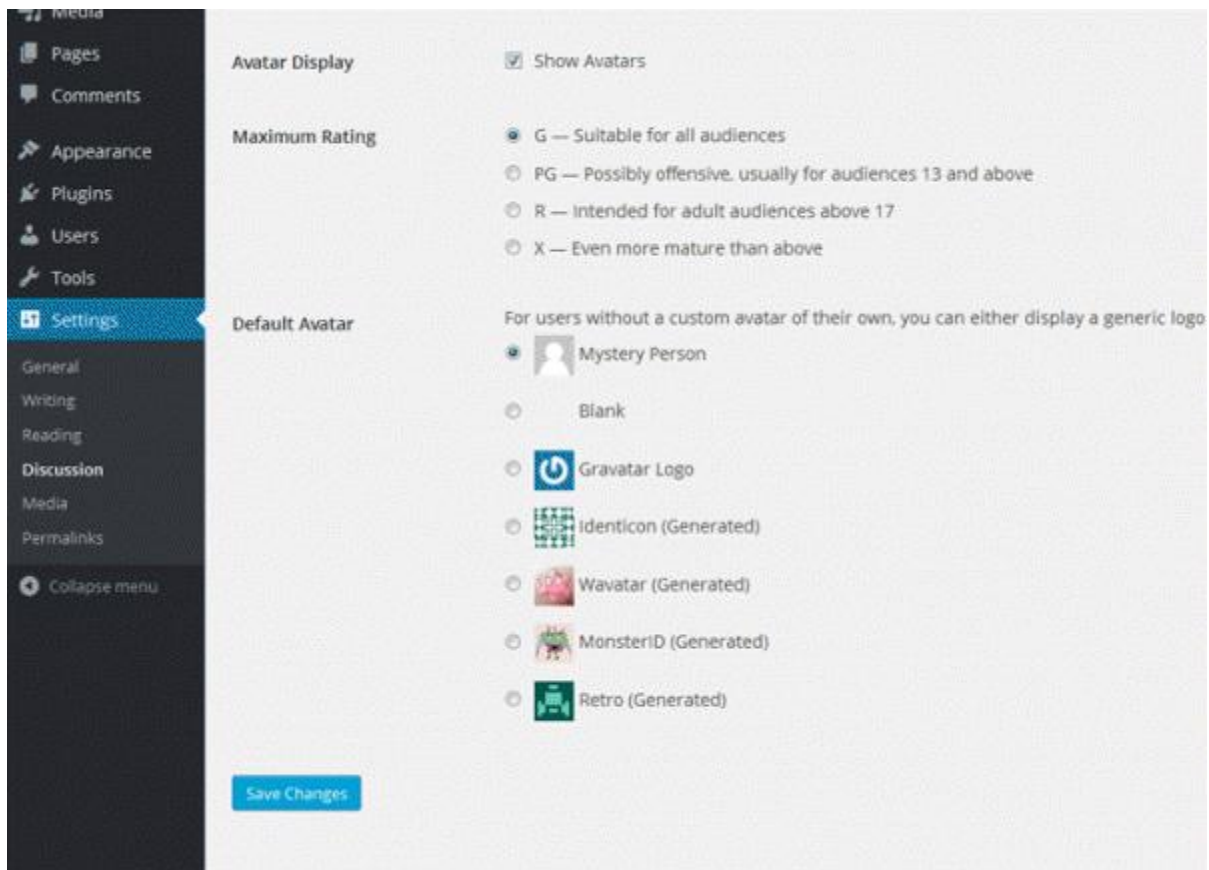 Media
Pages
Comments
Appearance
Plugins
Users
Tools
Settings
General
Writing
Reading
Discussion
Media
Permalinks
Collapse menu
Avatar Display
Show Avatars
Maximum Rating
G — Suitable for all audiences
PG — Possibly offensive, usually for audiences 13 and above
R — Intended for adult audiences above 17
X — Even more mature than above
Default Avatar
For users without a custom avatar of their own, you can either display a generic logo
Mystery Person
Blank
Gravatar Logo
Identicon (Generated)
Wavatar (Generated)
MonsterID (Generated)
Retro (Generated)
Save Changes